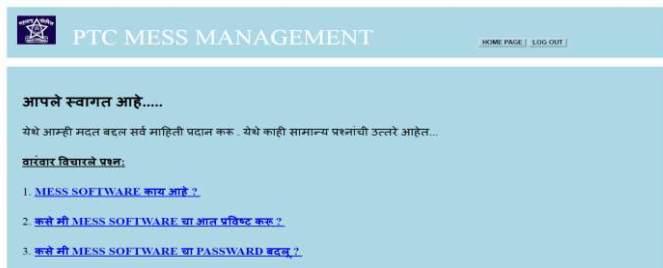 PTC MESS MANAGEMENT
HOME PAGE | LOG OUT |
आपले स्वागत आहे.....
येथे आम्ही मदत बद्दल सर्व माहिती प्रदान करू . येथे काही सामान्य प्रश्नांची उत्तरे आहेत...
वारंवार विचारले प्रश्न:
1. MESS SOFTWARE काय आहे ?
2. कसे मी MESS SOFTWARE चा आत प्रविष्ट करू ?
3. कसे मी MESS SOFTWARE चा PASSWARD बदलू ?